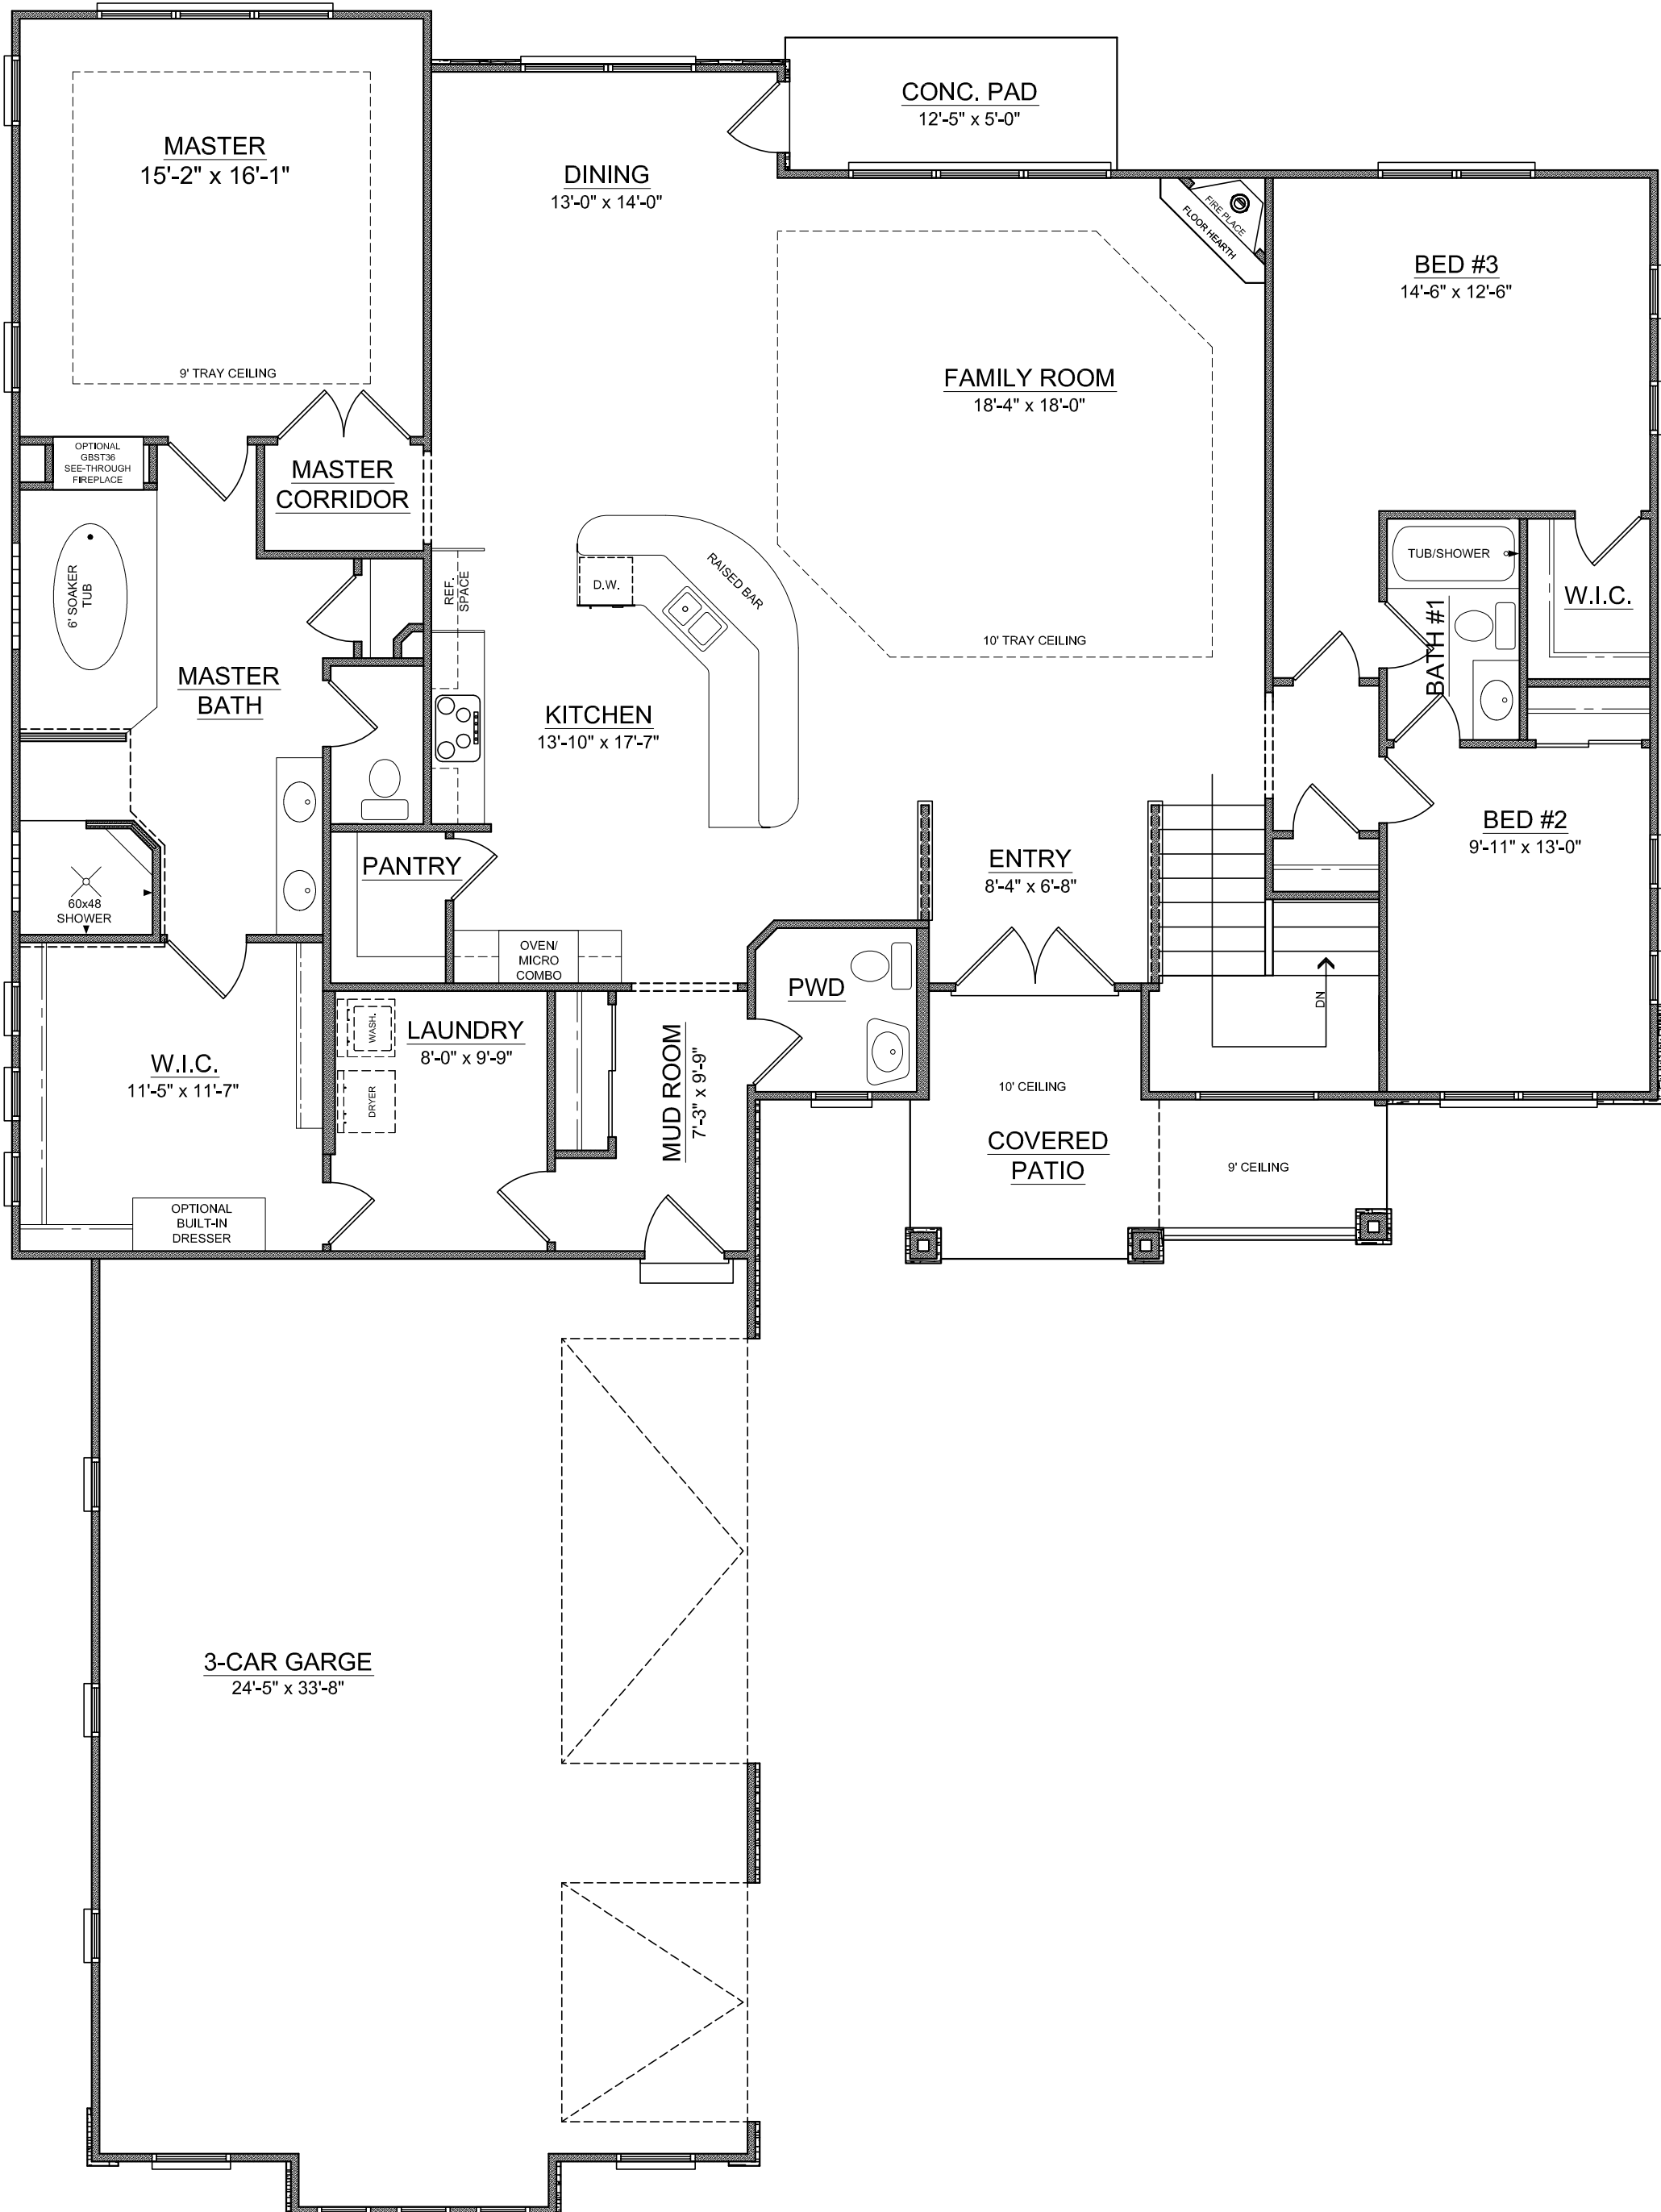 CONC. PAD
12'-5" x 5'-0"
MASTER
15'-2" x 16'-1"
DINING
13'-0" x 14'-0"
FIRE PLACE
FLOOR HEARTH
BED #3
14'-6" x 12'-6"
9' TRAY CEILING
FAMILY ROOM
18'-4" x 18'-0"
OPTIONAL
GBST36
SEE-THROUGH
FIREPLACE
MASTER
CORRIDOR
6' SOAKER
TUB
REF.
SPACE
D.W.
RAISED BAR
TUB/SHOWER
W.I.C.
10' TRAY CEILING
BATH #1
MASTER
BATH
KITCHEN
13'-10" x 17'-7"
BED #2
9'-11" x 13'-0"
PANTRY
ENTRY
8'-4" x 6'-8"
60x48
SHOWER
OVEN/
MICRO
COMBO
PWD
DN
WASH.
LAUNDRY
8'-0" x 9'-9"
W.I.C.
11'-5" x 11'-7"
DRYER
MUD ROOM
7'-3" x 9'-9"
10' CEILING
COVERED
PATIO
9' CEILING
OPTIONAL
BUILT-IN
DRESSER
3-CAR GARGE
24'-5" x 33'-8"